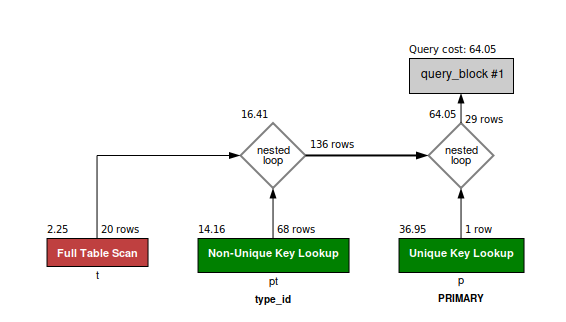 Query cost: 64.05
query_block #1
16.41
64.05
29 rows
nested
loop
136 rows
nested
loop
2.25
20 rows
14.16
68 rows
36.95
1 row
Full Table Scan
Non-Unique Key Lookup
Unique Key Lookup
t
pt
p
type_id
PRIMARY